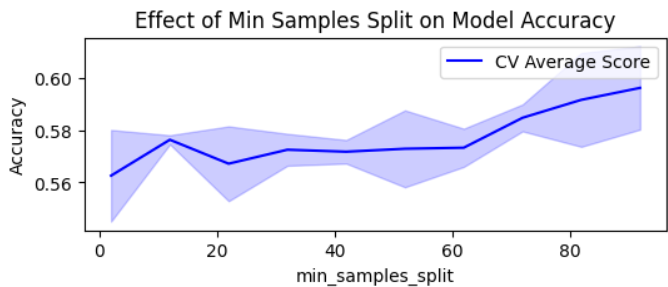 Effect of Min Samples Split on Model Accuracy
CV Average Score
Accuracy
0.60
0.58
0.56
0
20
40
60
80
min_samples_split